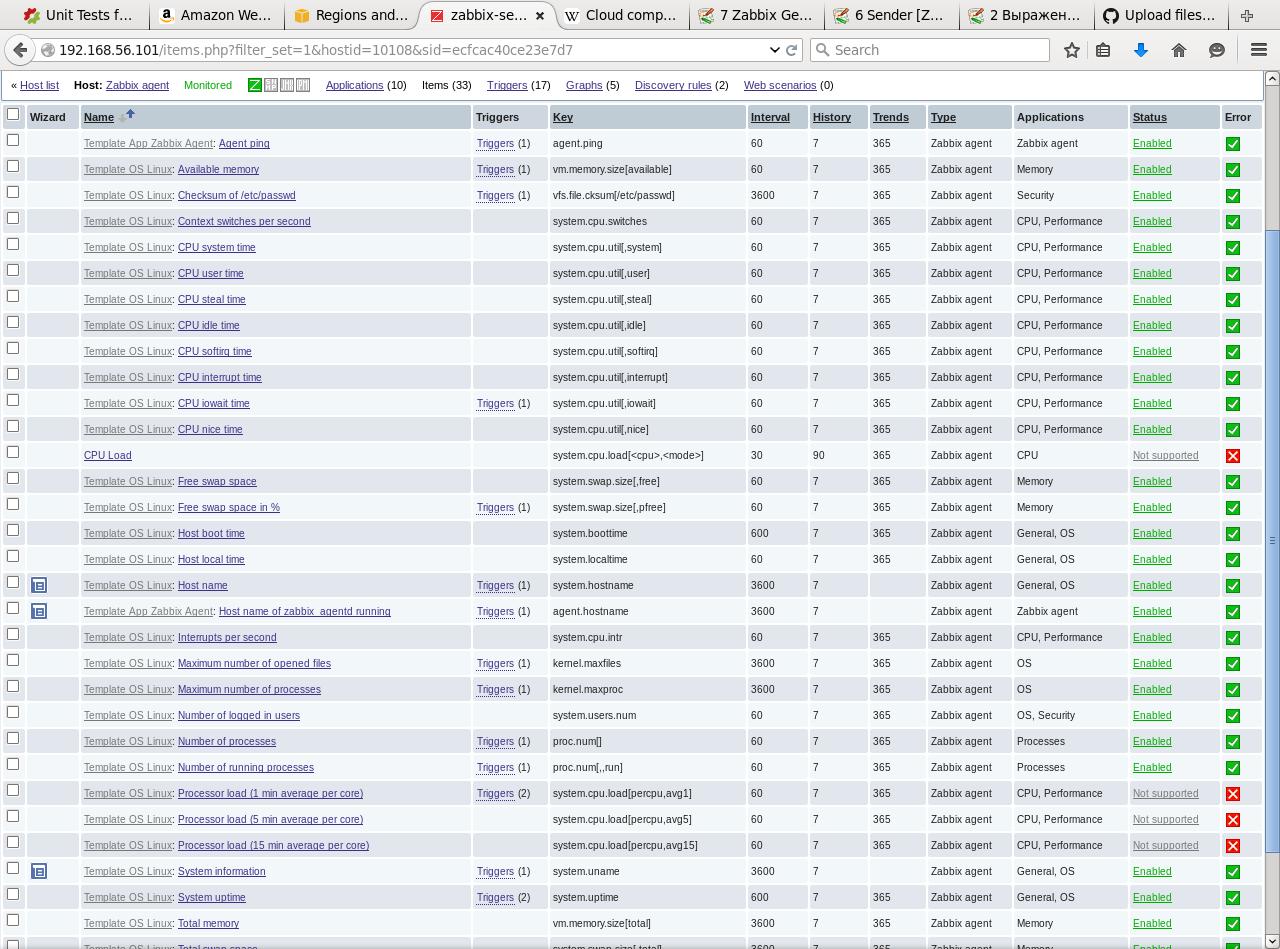 Unit Tests f… Amazon We… Regions and… zabbix-se… Cloud comp… 7 Zabbix Ge… 6 Sender [Z… 2 Выражен… Upload files…
192.168.56.101/items.php?filter_set=1&hostid=10108&sid=ecfcac40ce23e7d7 Search
« Host list Host: Zabbix agent Monitored Applications (10) Items (33) Triggers (17) Graphs (5) Discovery rules (2) Web scenarios (0)
Wizard Name Triggers Key Interval History Trends Type Applications Status Error
Template App Zabbix Agent: Agent ping Triggers (1) agent.ping 60 7 365 Zabbix agent Zabbix agent Enabled
Template OS Linux: Available memory Triggers (1) vm.memory.size[available] 60 7 365 Zabbix agent Memory Enabled
Template OS Linux: Checksum of /etc/passwd Triggers (1) vfs.file.cksum[/etc/passwd] 3600 7 365 Zabbix agent Security Enabled
Template OS Linux: Context switches per second system.cpu.switches 60 7 365 Zabbix agent CPU, Performance Enabled
Template OS Linux: CPU system time system.cpu.util[,system] 60 7 365 Zabbix agent CPU, Performance Enabled
Template OS Linux: CPU user time system.cpu.util[,user] 60 7 365 Zabbix agent CPU, Performance Enabled
Template OS Linux: CPU steal time system.cpu.util[,steal] 60 7 365 Zabbix agent CPU, Performance Enabled
Template OS Linux: CPU idle time system.cpu.util[,idle] 60 7 365 Zabbix agent CPU, Performance Enabled
Template OS Linux: CPU softirq time system.cpu.util[,softirq] 60 7 365 Zabbix agent CPU, Performance Enabled
Template OS Linux: CPU interrupt time system.cpu.util[,interrupt] 60 7 365 Zabbix agent CPU, Performance Enabled
Template OS Linux: CPU iowait time Triggers (1) system.cpu.util[,iowait] 60 7 365 Zabbix agent CPU, Performance Enabled
Template OS Linux: CPU nice time system.cpu.util[,nice] 60 7 365 Zabbix agent CPU, Performance Enabled
CPU Load system.cpu.load[<cpu>,<mode>] 30 90 365 Zabbix agent CPU Not supported
Template OS Linux: Free swap space system.swap.size[,free] 60 7 365 Zabbix agent Memory Enabled
Template OS Linux: Free swap space in % Triggers (1) system.swap.size[,pfree] 60 7 365 Zabbix agent Memory Enabled
Template OS Linux: Host boot time system.boottime 600 7 365 Zabbix agent General, OS Enabled
Template OS Linux: Host local time system.localtime 60 7 365 Zabbix agent General, OS Enabled
Template OS Linux: Host name Triggers (1) system.hostname 3600 7 Zabbix agent General, OS Enabled
Template App Zabbix Agent: Host name of zabbix_agentd running Triggers (1) agent.hostname 3600 7 Zabbix agent Zabbix agent Enabled
Template OS Linux: Interrupts per second system.cpu.intr 60 7 365 Zabbix agent CPU, Performance Enabled
Template OS Linux: Maximum number of opened files Triggers (1) kernel.maxfiles 3600 7 365 Zabbix agent OS Enabled
Template OS Linux: Maximum number of processes Triggers (1) kernel.maxproc 3600 7 365 Zabbix agent OS Enabled
Template OS Linux: Number of logged in users system.users.num 60 7 365 Zabbix agent OS, Security Enabled
Template OS Linux: Number of processes Triggers (1) proc.num[] 60 7 365 Zabbix agent Processes Enabled
Template OS Linux: Number of running processes Triggers (1) proc.num[,,run] 60 7 365 Zabbix agent Processes Enabled
Template OS Linux: Processor load (1 min average per core) Triggers (2) system.cpu.load[percpu,avg1] 60 7 365 Zabbix agent CPU, Performance Not supported
Template OS Linux: Processor load (5 min average per core) system.cpu.load[percpu,avg5] 60 7 365 Zabbix agent CPU, Performance Not supported
Template OS Linux: Processor load (15 min average per core) system.cpu.load[percpu,avg15] 60 7 365 Zabbix agent CPU, Performance Not supported
Template OS Linux: System information Triggers (1) system.uname 3600 7 Zabbix agent General, OS Enabled
Template OS Linux: System uptime Triggers (2) system.uptime 600 7 365 Zabbix agent General, OS Enabled
Template OS Linux: Total memory vm.memory.size[total] 3600 7 365 Zabbix agent Memory Enabled
Template OS Linux: Total swap space system.swap.size[,total] 3600 7 365 Zabbix agent Memory Enabled